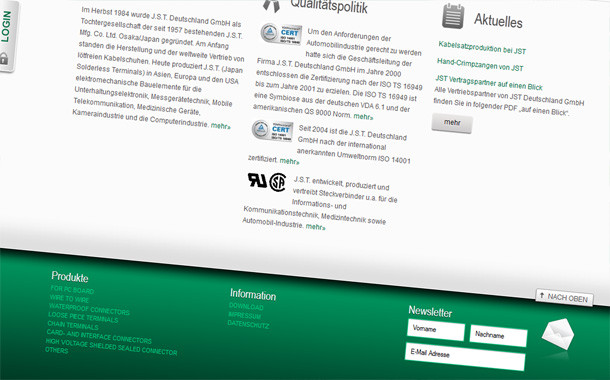 LOGIN
Im Herbst 1984 wurde J.S.T. Deutschland GmbH als
Tochtergesellschaft der seit 1957 bestehenden J.S.T.
Mfg. Co. Ltd. Osaka/Japan gegründet. Am Anfang
standen die Herstellung und der weltweite Vertrieb von
lötfreien Kabelschuhen. Heute produziert J.S.T. (Japan
Solderless Terminals) in Asien, Europa und den USA
elektromechanische Bauelemente für die
Unterhaltungselektronik, Messgerätetechnik, Mobile
Telekommunikation, Medizinische Geräte,
Kameraindustrie und die Computerindustrie. mehr»
Qualitätspolitik
CERT
Um den Anforderungen der
Automobilindustrie gerecht zu werden
hatte sich die Geschäftsleitung der
Firma J.S.T. Deutschland GmbH im Jahre 2000
entschlossen die Zertifizierung nach der ISO TS 16949
bis zum Jahre 2001 zu erzielen. Die ISO TS 16949 ist
eine Symbiose aus der deutschen VDA 6.1 und der
amerikanischen QS 9000 Norm. mehr»
CERT
Seit 2004 ist die J.S.T. Deutschland
GmbH nach der international
anerkannten Umweltnorm ISO 14001
zertifiziert. mehr»
J.S.T. entwickelt, produziert und
vertreibt Steckverbinder u.a. für die
Informations- und
Kommunikationstechnik, Medizintechnik sowie
Automobil-Industrie. mehr»
Aktuelles
Kabelsatzproduktion bei JST
Hand-Crimpzangen von JST
JST Vertragspartner auf einen Blick
Alle Vertriebspartner von JST Deutschland GmbH
finden Sie in folgender PDF „auf einen Blick".
mehr
NACH OBEN
Produkte
FOR PC BOARD
WIRE TO WIRE
WATERPROOF CONNECTORS
LOOSE PIECE TERMINALS
CHAIN TERMINALS
CARD- AND INTERFACE CONNECTORS
HIGH VOLTAGE SHIELDED SEALED CONNECTOR
OTHERS
Information
DOWNLOAD
IMPRESSUM
DATENSCHUTZ
Newsletter
Vorname
Nachname
E-Mail Adresse